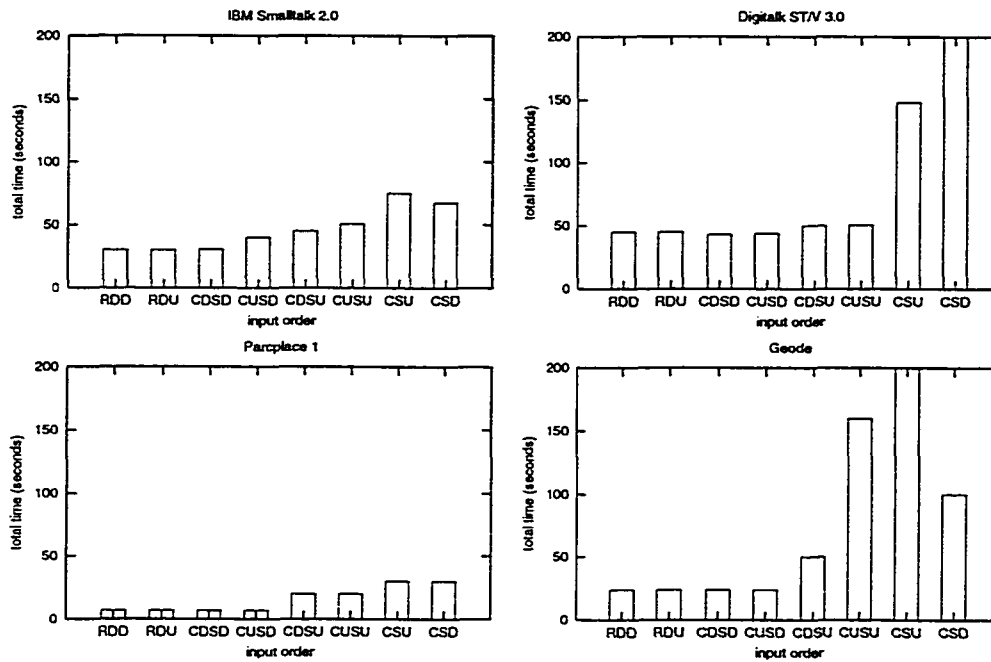 IBM Smalltalk 2.0
200
150
100
50
0
total time (seconds)
RDD RDU CDSD CUSD CDSU CUSU CSU CSD
input order
Digitalk ST/V 3.0
200
150
100
50
0
total time (seconds)
RDD RDU CDSD CUSD CDSU CUSU CSU CSD
input order
Parcplace 1
200
150
100
50
0
total time (seconds)
RDD RDU CDSD CUSD CDSU CUSU CSU CSD
input order
Geode
200
150
100
50
0
total time (seconds)
RDD RDU CDSD CUSD CDSU CUSU CSU CSD
input order